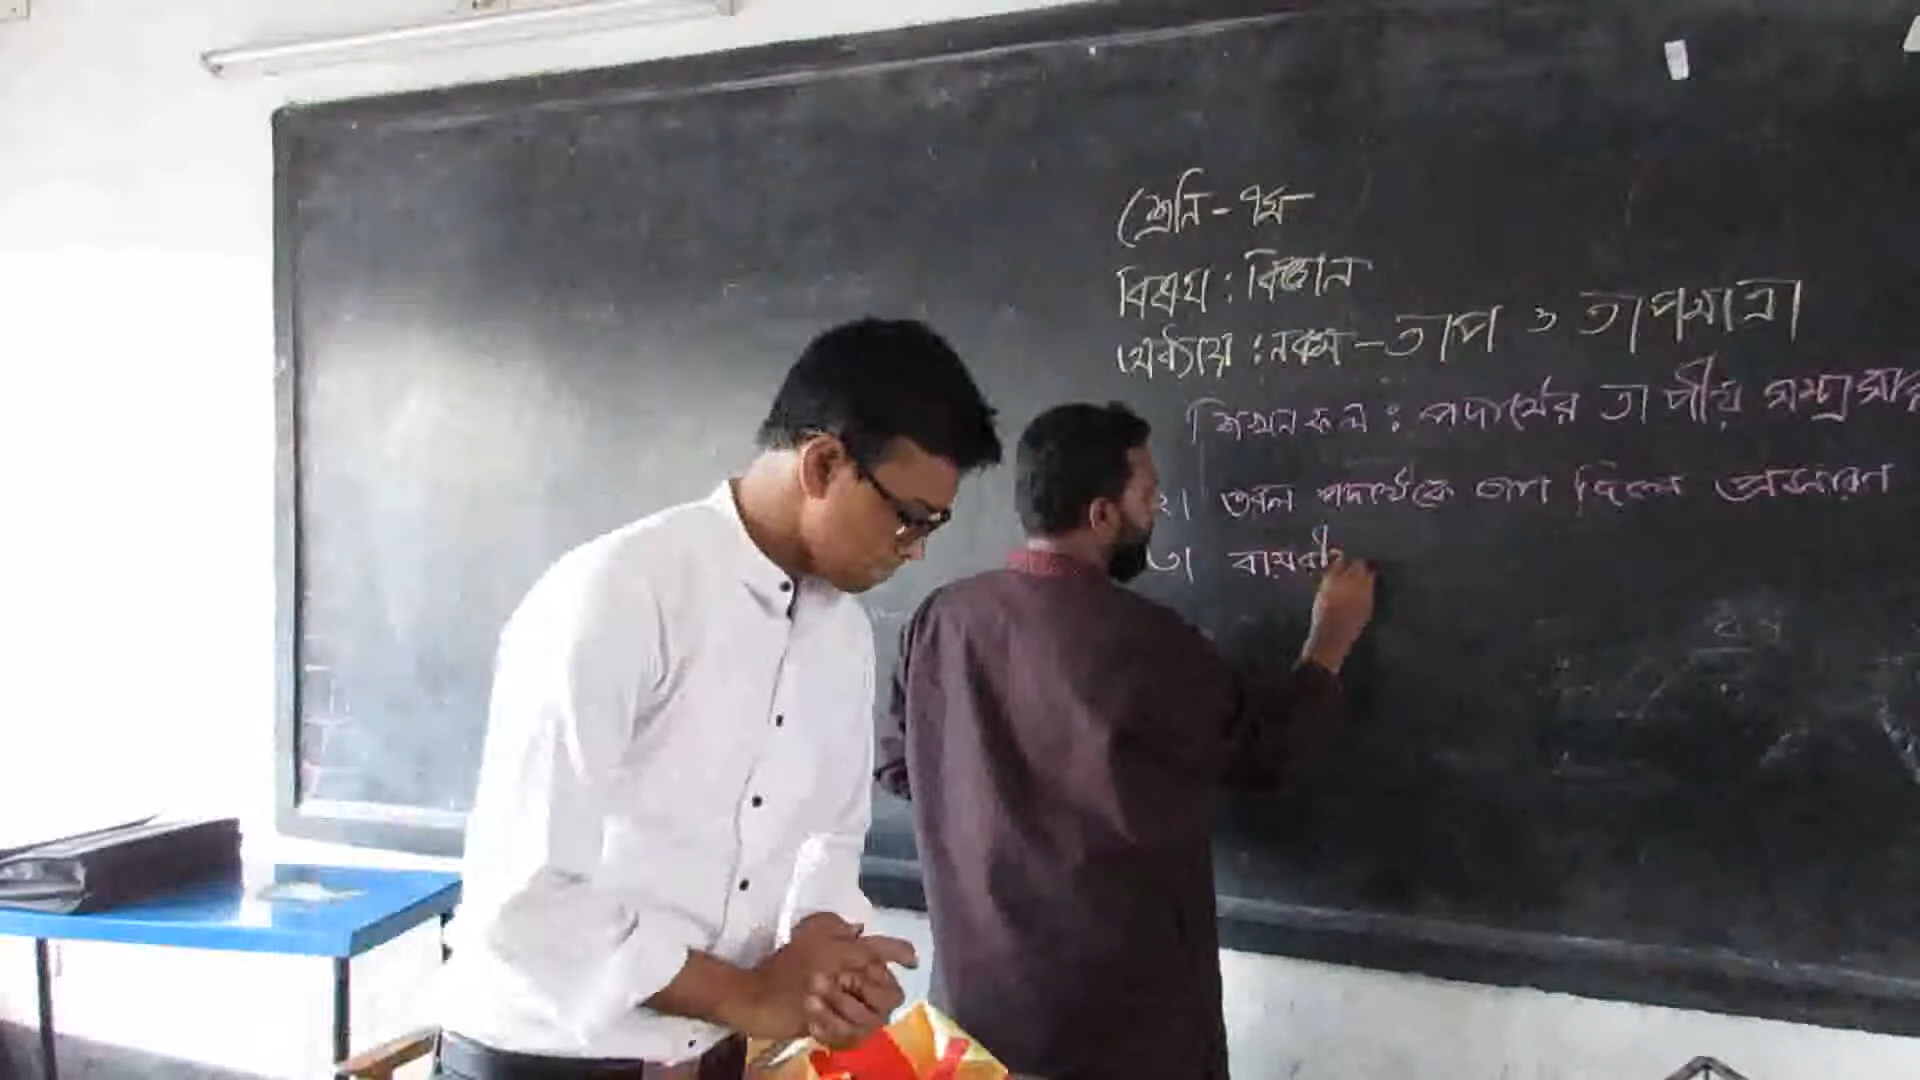 শ্রেনি - ৭ম
বিষয় : বিজ্ঞান
অধ্যায় : নবম - তাপ ও তাপমাত্রা
শিখনফল : পদার্থের তাপীয়
২। তরল পদার্থকে তাপ দিলে প্রসারণ
৩। বায়বী